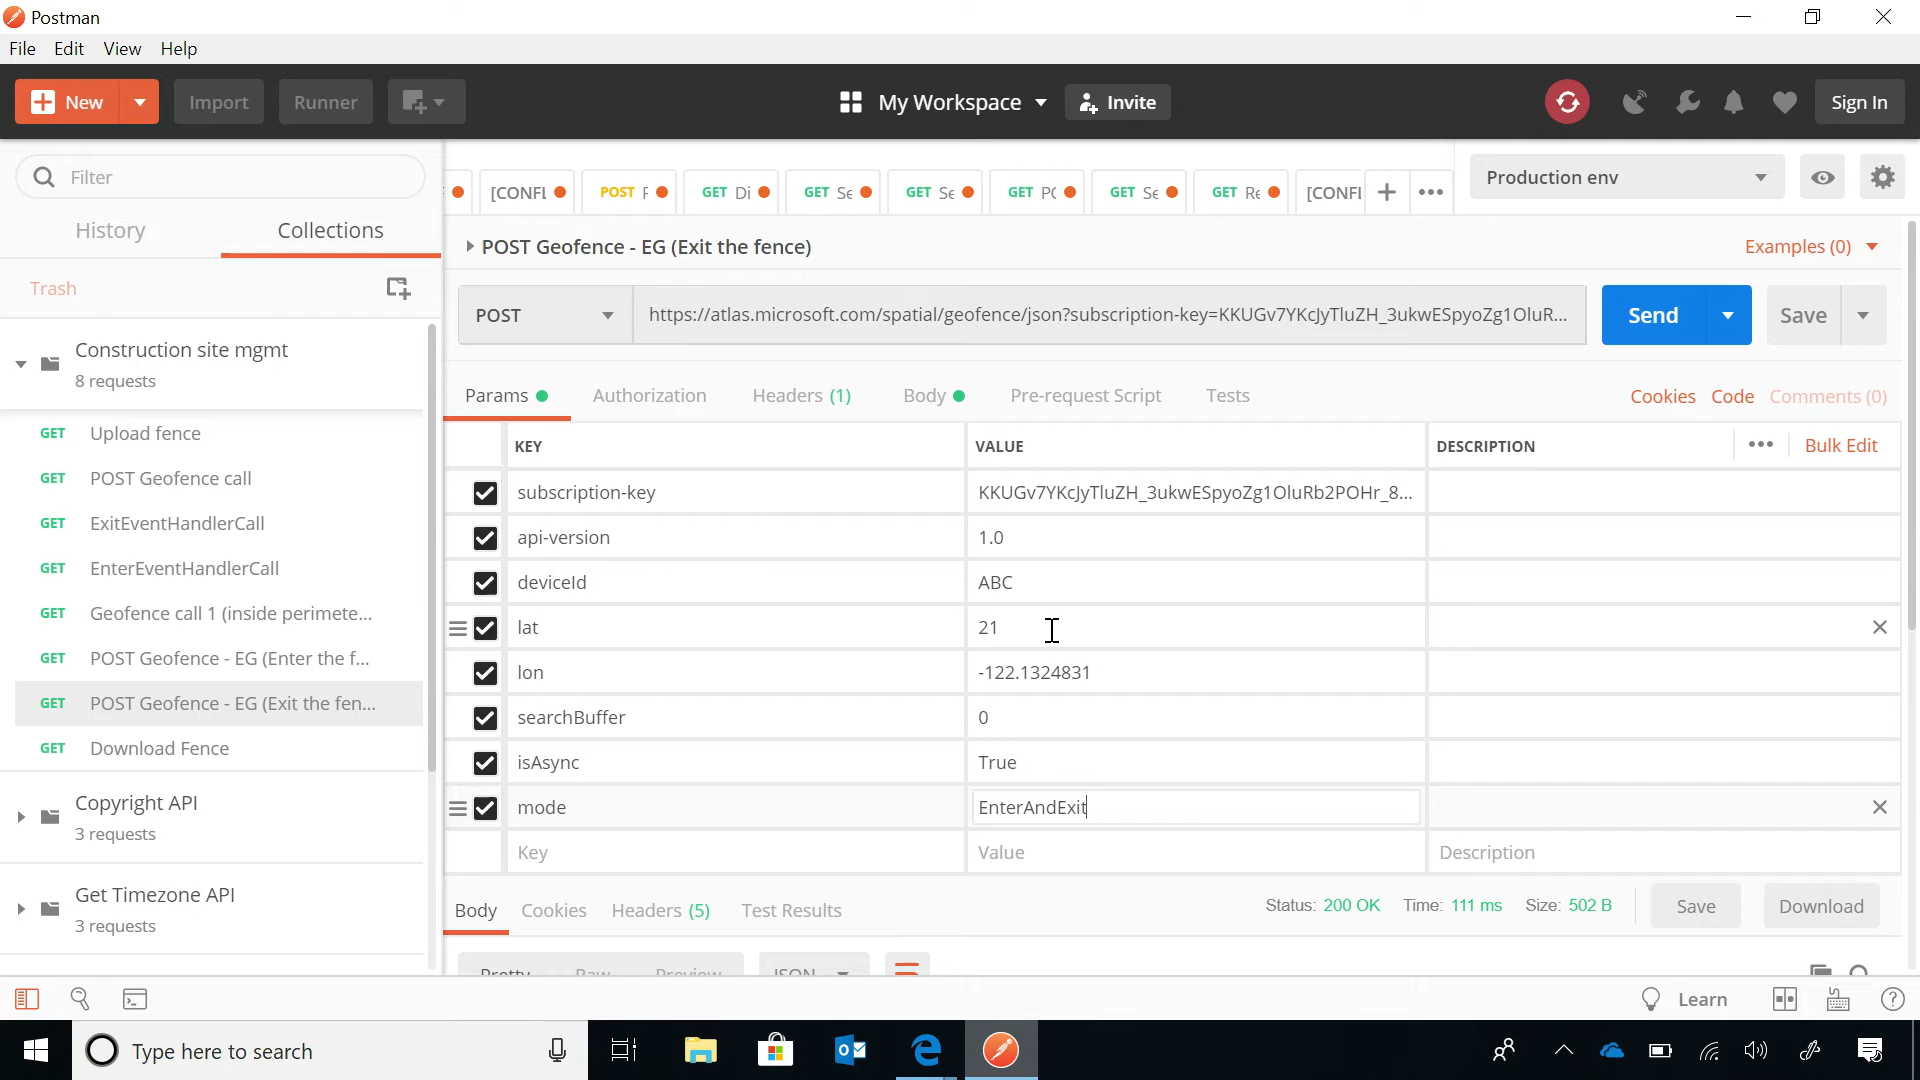 Postman
File Edit View Help
New Import Runner My Workspace Invite Sign In
Filter
History Collections
Trash
Construction site mgmt
8 requests
GET Upload fence
GET POST Geofence call
GET ExitEventHandlerCall
GET EnterEventHandlerCall
GET Geofence call 1 (inside perimete...
GET POST Geofence - EG (Enter the f...
GET POST Geofence - EG (Exit the fen...
GET Download Fence
Copyright API
3 requests
Get Timezone API
3 requests
[CONFI POST F GET Di GET Se GET Se GET PO GET Se GET Re [CONFI
Production env
POST Geofence - EG (Exit the fence)
Examples (0)
POST https://atlas.microsoft.com/spatial/geofence/json?subscription-key=KKUGv7YKcJyTluZH_3ukwESpyoZg1OluR...
Send Save
Params Authorization Headers (1) Body Pre-request Script Tests Cookies Code Comments (0)
KEY VALUE DESCRIPTION Bulk Edit
subscription-key KKUGv7YKcJyTluZH_3ukwESpyoZg1OluRb2POHr_8...
api-version 1.0
deviceId ABC
lat 21
lon -122.1324831
searchBuffer 0
isAsync True
mode EnterAndExit
Key Value Description
Body Cookies Headers (5) Test Results Status: 200 OK Time: 111 ms Size: 502 B Save Download
Pretty Raw Preview JSON
Learn
Type here to search